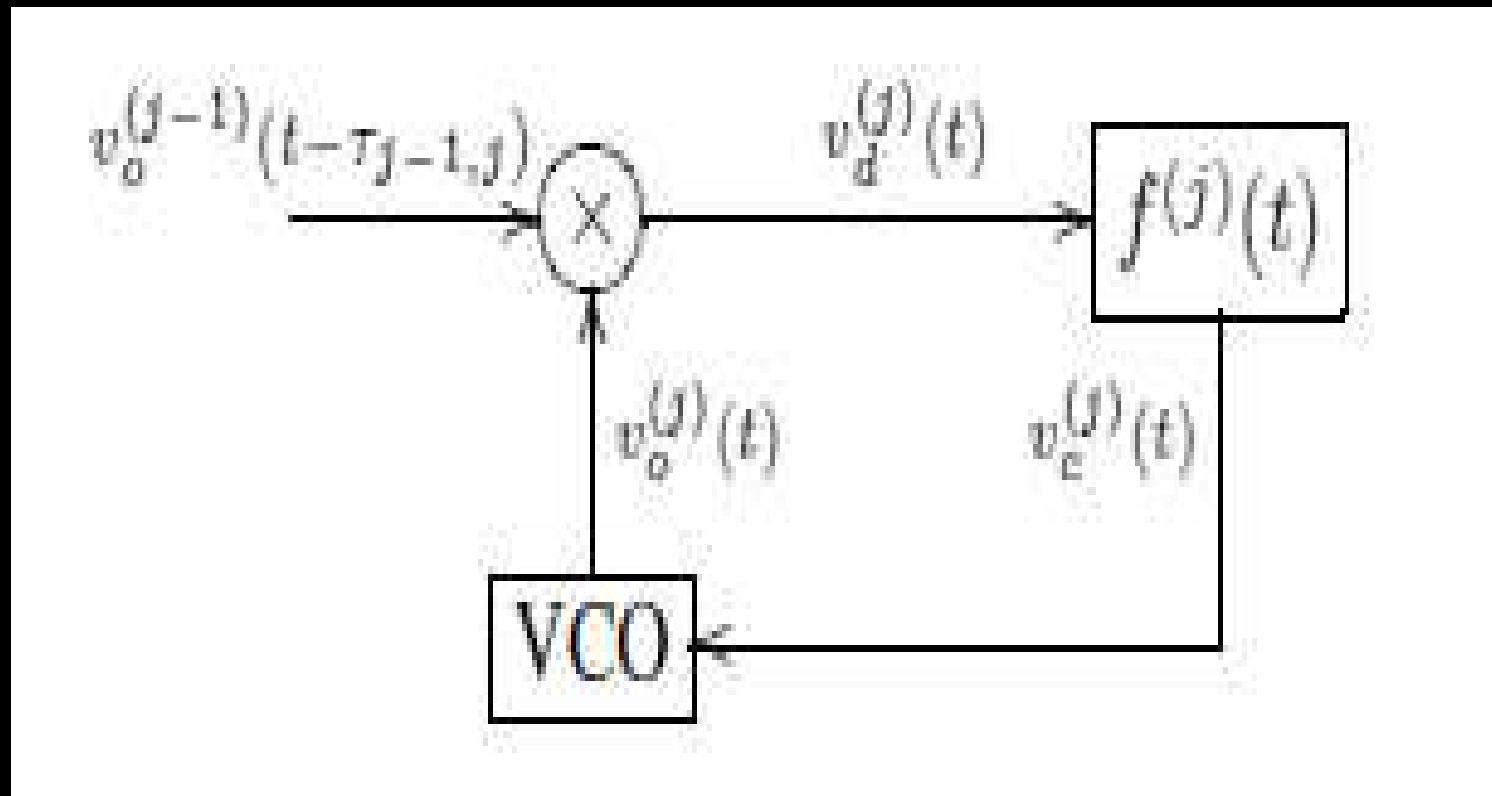 v_o^{(j-1)}(t-τ_{j-1,j})
v_d^{(j)}(t)
×
f^{(j)}(t)
v_o^{(j)}(t)
v_c^{(j)}(t)
VCO